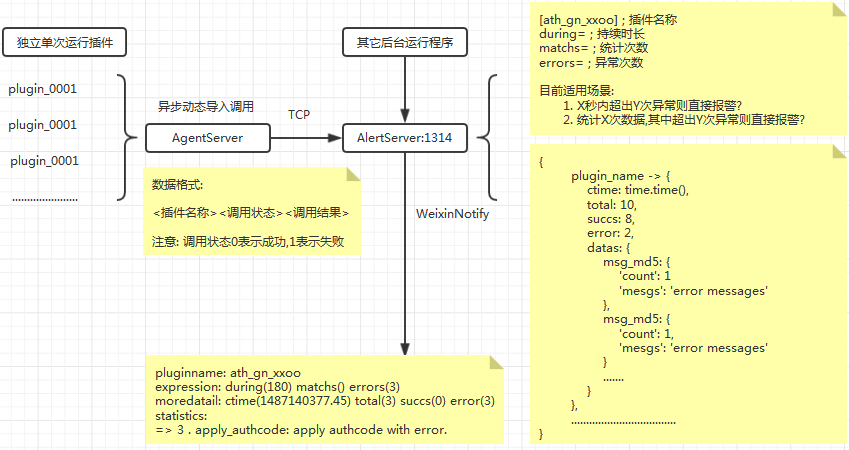 独立单次运行插件
plugin_0001
plugin_0001
plugin_0001
......................
异步动态导入调用
AgentServer
TCP
其它后台运行程序
AlertServer:1314
WeixinNotify
数据格式:
<插件名称><调用状态><调用结果>
注意: 调用状态0表示成功,1表示失败
pluginname: ath_gn_xxoo
expression: during(180) matchs() errors(3)
moredatail: ctime(1487140377.45) total(3) succs(0) error(3)
statistics:
=> 3 . apply_authcode: apply authcode with error.
[ath_gn_xxoo] ; 插件名称
during= ; 持续时长
matchs= ; 统计次数
errors= ; 异常次数
目前适用场景:
1. X秒内超出Y次异常则直接报警?
2. 统计X次数据,其中超出Y次异常则直接报警?
{
plugin_name -> {
ctime: time.time(),
total: 10,
succs: 8,
error: 2,
datas: {
msg_md5: {
'count': 1
'mesgs': 'error messages'
},
msg_md5: {
'count': 1,
'mesgs': 'error messages'
}
.......
}
},
...................................
}